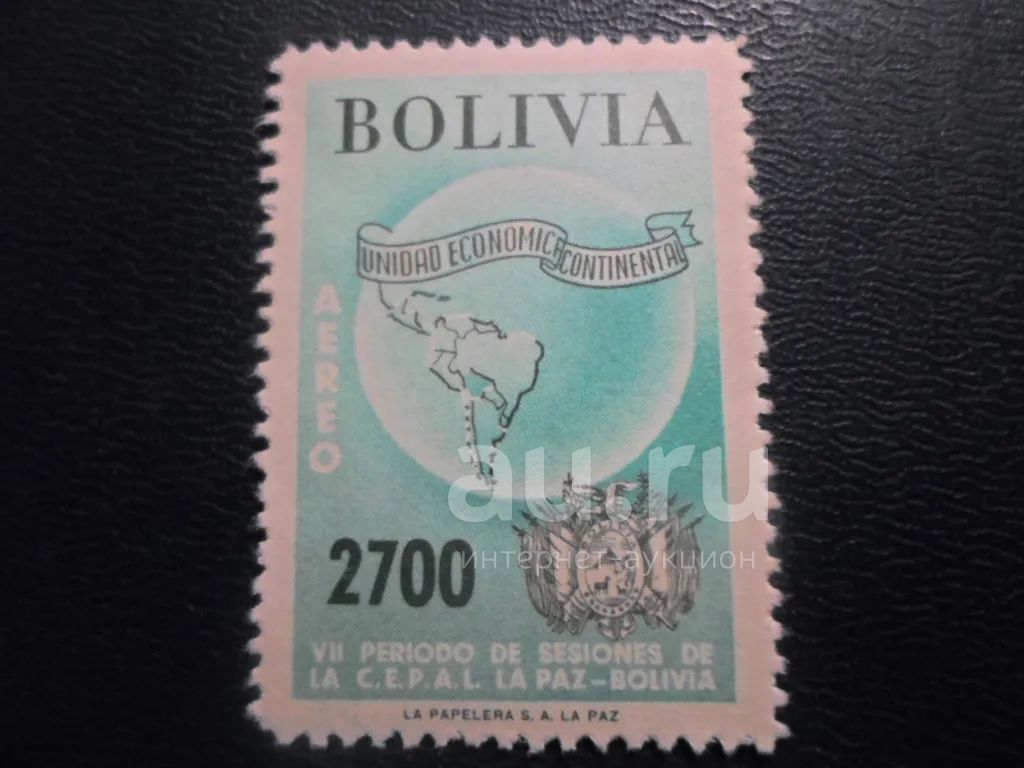 BOLIVIA
UNIDAD ECONOMICA CONTINENTAL
AEREO
au.ru
интернет-аукцион
2700
VII PERIODO DE SESIONES DE
LA C.E.P.A.L. LA PAZ-BOLIVIA
LA PAPELERA S. A. LA PAZ